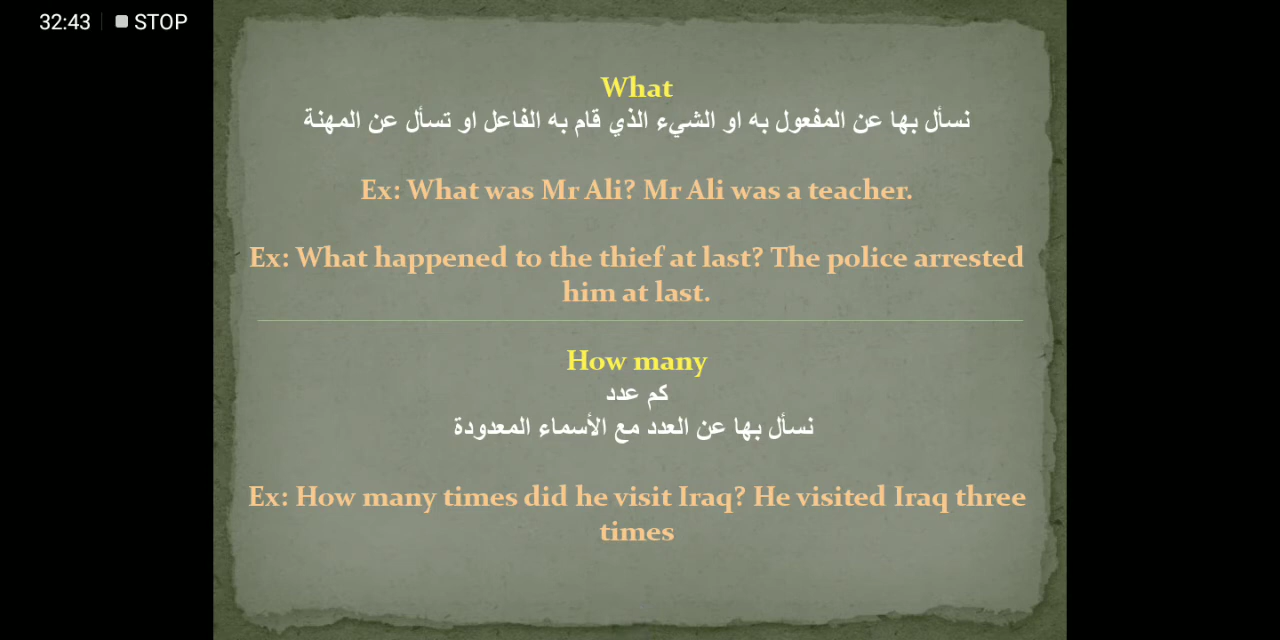 32:43 STOP
What
نسأل بها عن المفعول به او الشيء الذي قام به الفاعل او تسأل عن المهنة
Ex: What was Mr Ali? Mr Ali was a teacher.
Ex: What happened to the thief at last? The police arrested
him at last.
How many
كم عدد
نسأل بها عن العدد مع الأسماء المعدودة
Ex: How many times did he visit Iraq? He visited Iraq three
times